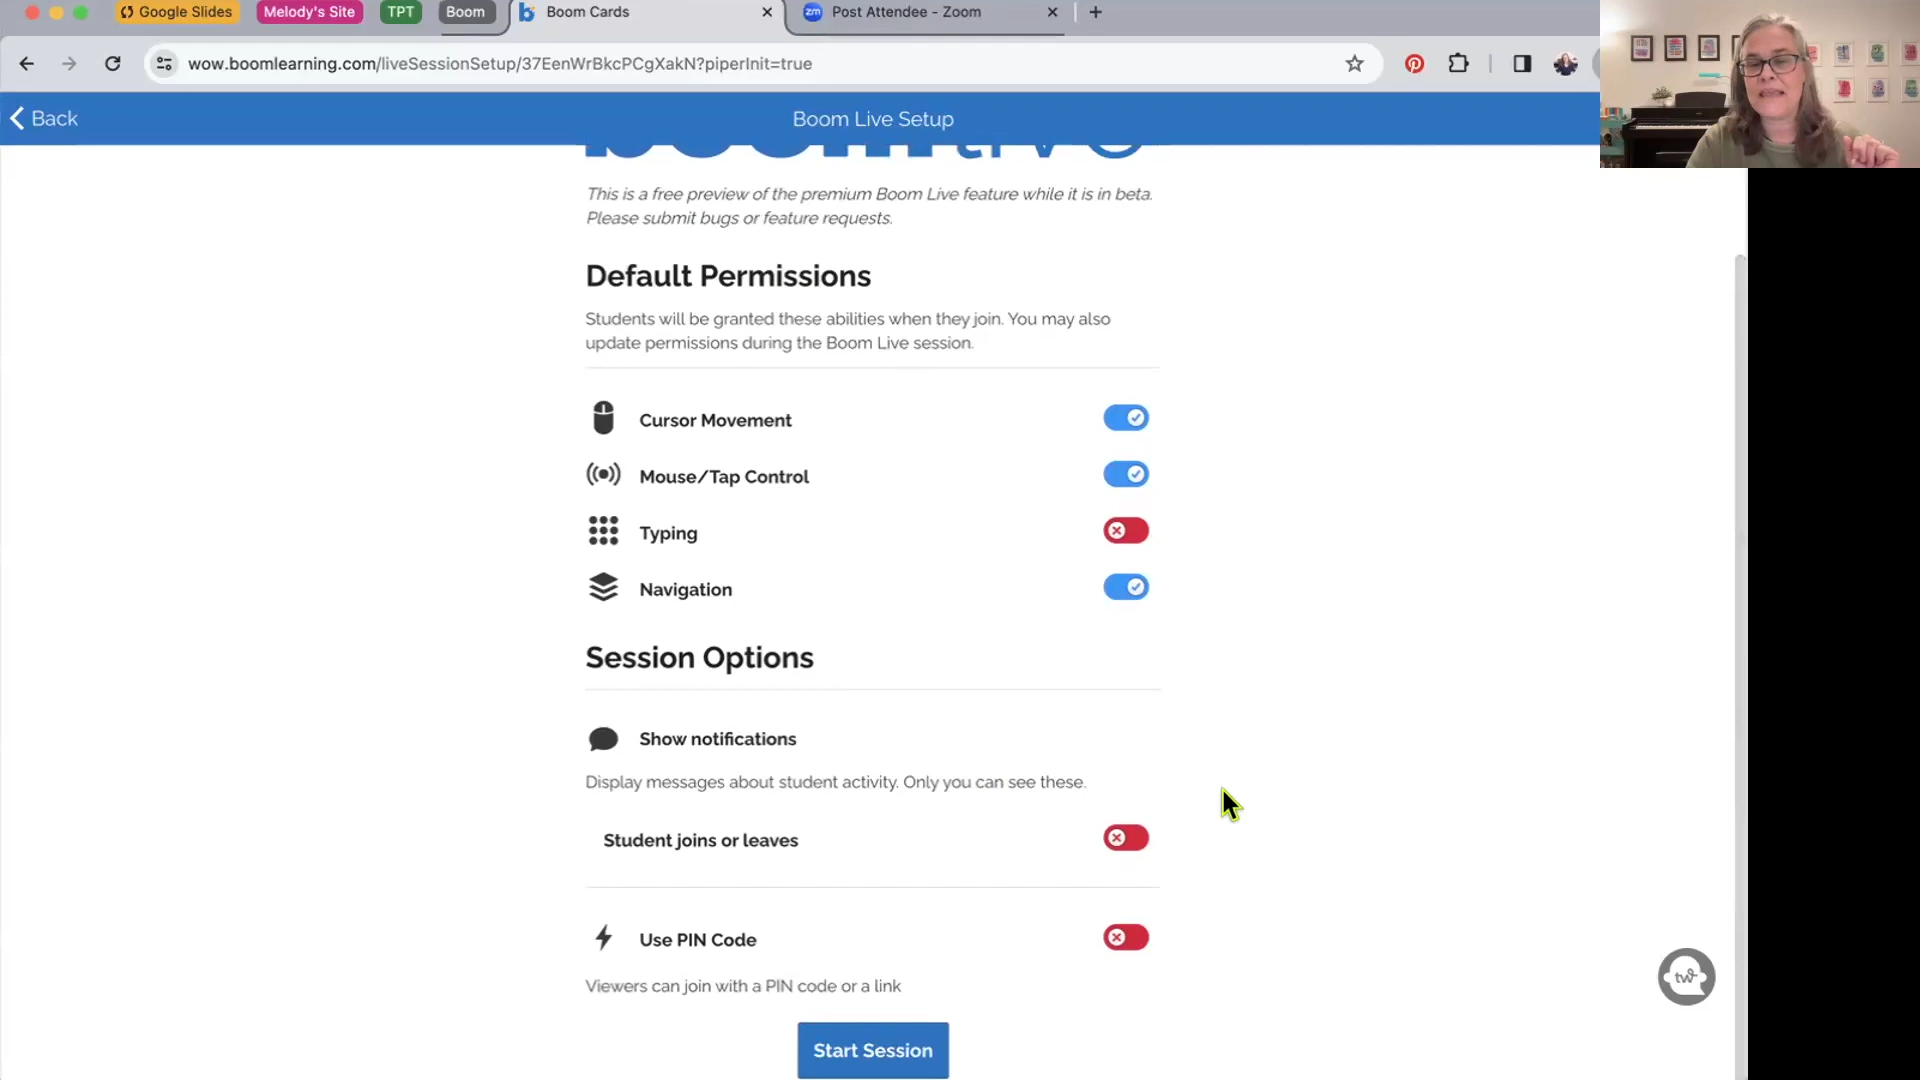 Google Slides
Melody's Site
TPT
Boom
Boom Cards
zm
Post Attendee - Zoom
wow.boomlearning.com/liveSessionSetup/37EenWrBkcPCgXakN?piperInit=true
Back
Boom Live Setup
This is a free preview of the premium Boom Live feature while it is in beta.
Please submit bugs or feature requests.
Default Permissions
Students will be granted these abilities when they join. You may also
update permissions during the Boom Live session.
Cursor Movement
Mouse/Tap Control
Typing
Navigation
Session Options
Show notifications
Display messages about student activity. Only you can see these.
Student joins or leaves
Use PIN Code
Viewers can join with a PIN code or a link
Start Session